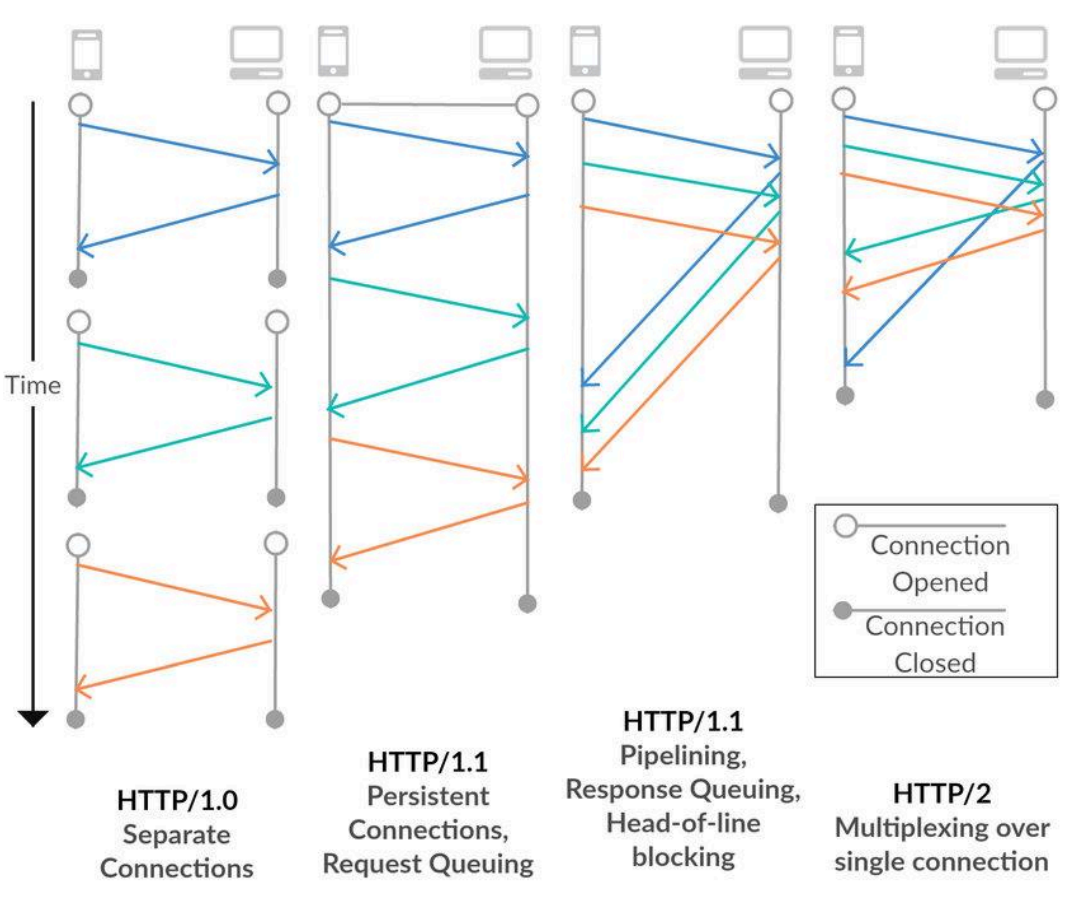 Time
Connection
Opened
Connection
Closed
HTTP/1.0
Separate
Connections
HTTP/1.1
Persistent
Connections,
Request Queuing
HTTP/1.1
Pipelining,
Response Queuing,
Head-of-line
blocking
HTTP/2
Multiplexing over
single connection